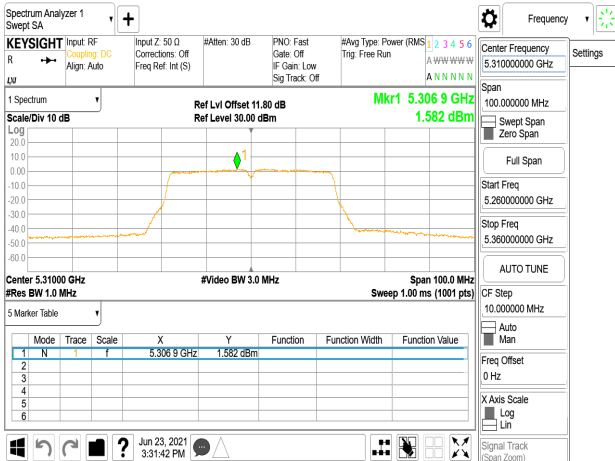 Spectrum Analyzer 1
Swept SA
Frequency
Settings
KEYSIGHT
R
LXI
Input: RF
Coupling: DC
Align: Auto
Input Z: 50 Ω
Corrections: Off
Freq Ref: Int (S)
#Atten: 30 dB
PNO: Fast
Gate: Off
IF Gain: Low
Sig Track: Off
#Avg Type: Power (RMS
Trig: Free Run
1 2 3 4 5 6
A W W W W W
A N N N N N
1 Spectrum
Scale/Div 10 dB
Ref Lvl Offset 11.80 dB
Ref Level 30.00 dBm
Mkr1 5.306 9 GHz
1.582 dBm
Log
20.0
10.0
0.00
-10.0
-20.0
-30.0
-40.0
-50.0
-60.0
1
Center 5.31000 GHz
#Res BW 1.0 MHz
#Video BW 3.0 MHz
Span 100.0 MHz
Sweep 1.00 ms (1001 pts)
5 Marker Table
Mode Trace Scale X Y Function Function Width Function Value
1 N 1 f 5.306 9 GHz 1.582 dBm
2
3
4
5
6
Jun 23, 2021
3:31:42 PM
Center Frequency
5.310000000 GHz
Span
100.000000 MHz
Swept Span
Zero Span
Full Span
Start Freq
5.260000000 GHz
Stop Freq
5.360000000 GHz
AUTO TUNE
CF Step
10.000000 MHz
Auto
Man
Freq Offset
0 Hz
X Axis Scale
Log
Lin
Signal Track
(Span Zoom)